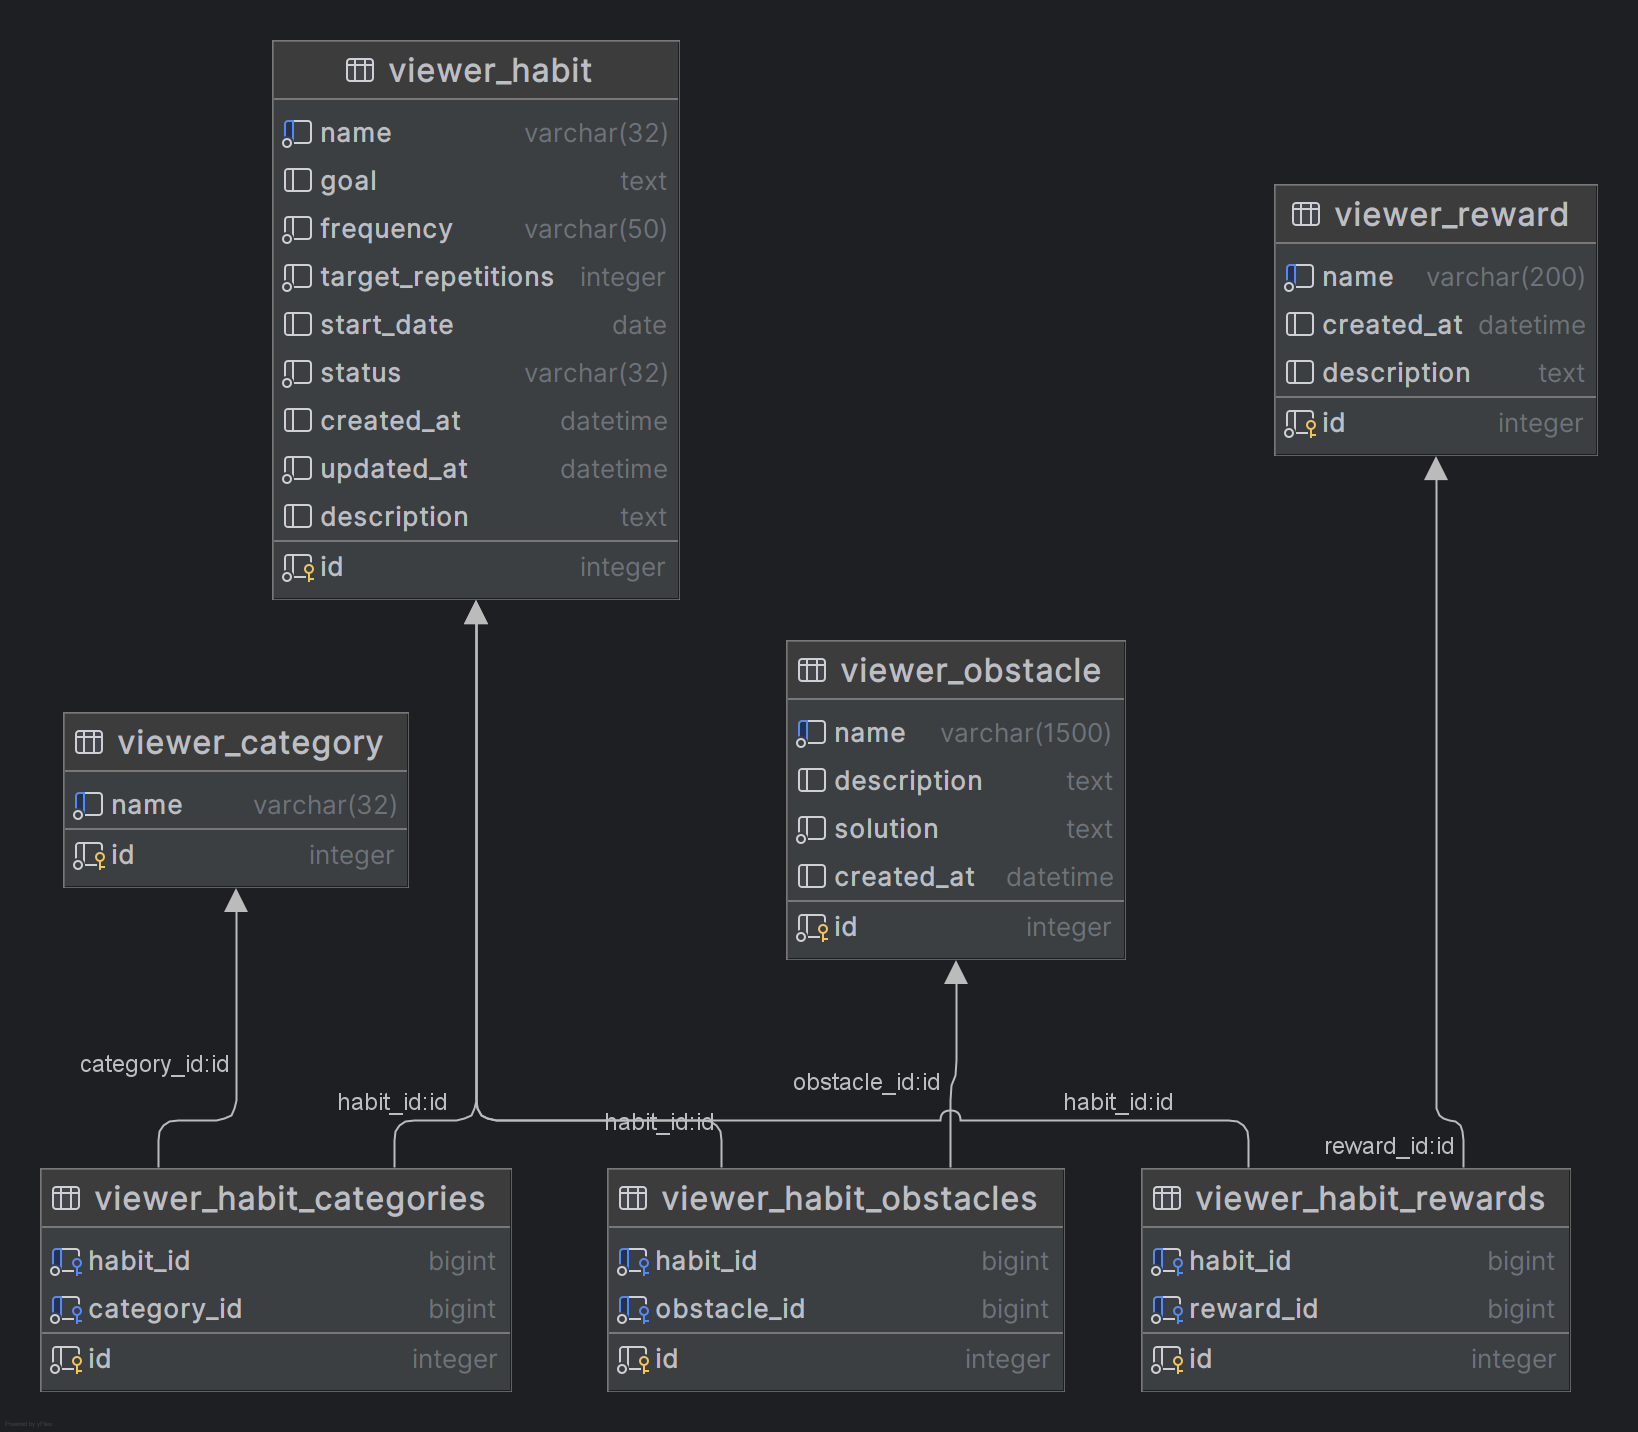 viewer_habit
name varchar(32)
goal text
frequency varchar(50)
target_repetitions integer
start_date date
status varchar(32)
created_at datetime
updated_at datetime
description text
id integer
viewer_reward
name varchar(200)
created_at datetime
description text
id integer
viewer_obstacle
name varchar(1500)
description text
solution text
created_at datetime
id integer
viewer_category
name varchar(32)
id integer
category_id:id
habit_id:id
habit_id:id
obstacle_id:id
habit_id:id
reward_id:id
viewer_habit_categories
habit_id bigint
category_id bigint
id integer
viewer_habit_obstacles
habit_id bigint
obstacle_id bigint
id integer
viewer_habit_rewards
habit_id bigint
reward_id bigint
id integer
Powered by yFiles